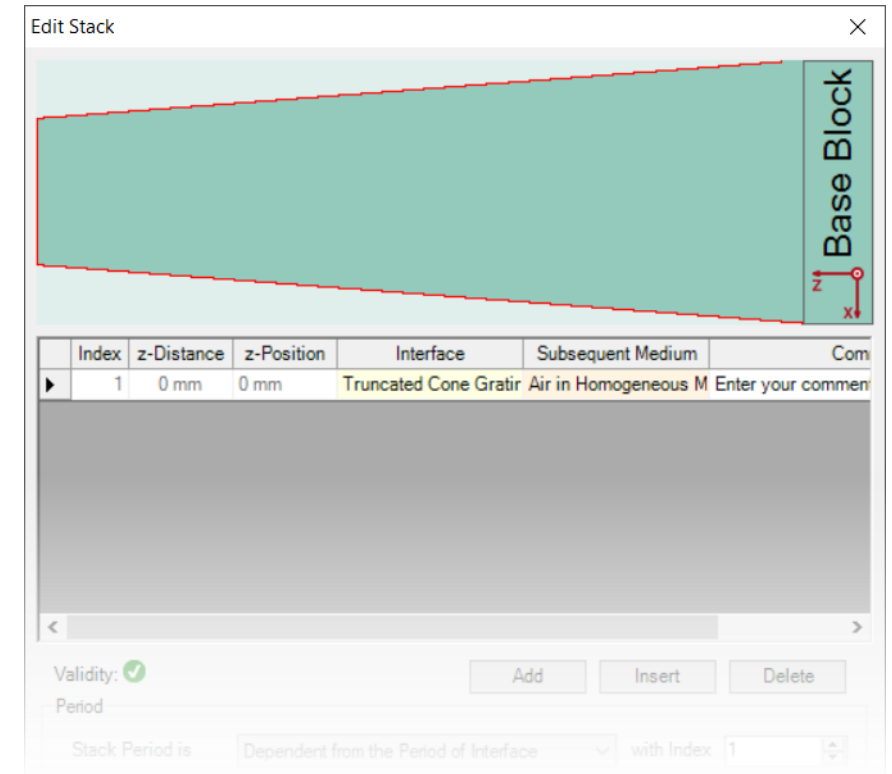 Edit Stack
Base Block
z
x
Index z-Distance z-Position Interface Subsequent Medium Com
1 0 mm 0 mm Truncated Cone Gratin Air in Homogeneous M Enter your commen
Validity: Add Insert Delete
Period
Stack Period is Dependent from the Period of Interface with Index 1